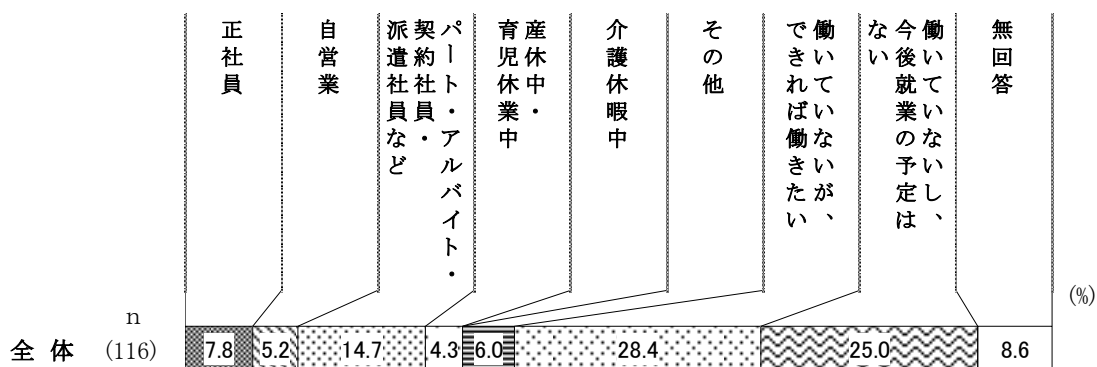 正社員
自営業
パート・アルバイト・
契約社員・
派遣社員など
産休中・
育児休業中
介護休暇中
その他
働いていないが、
できれば働きたい
働いていないし、
今後就業の予定は
ない
無回答
(%)
n
全体 (116) 7.8 5.2 14.7 4.3 6.0 28.4 25.0 8.6